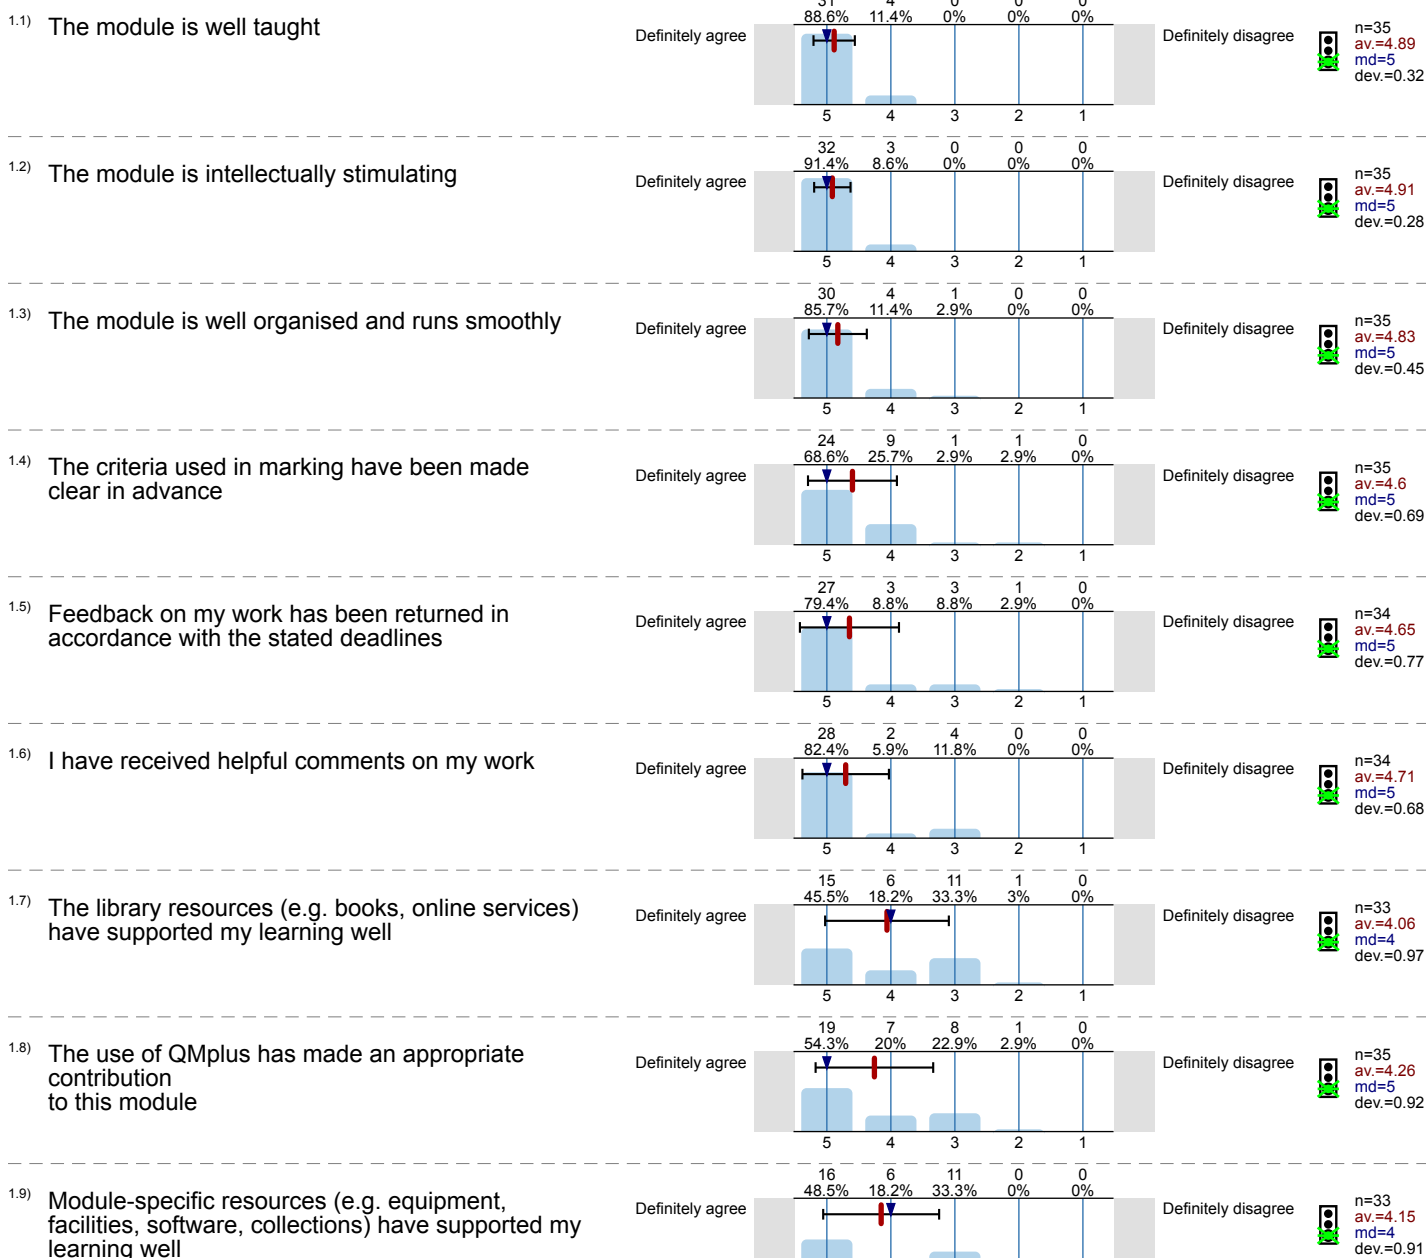 31 4 0 0 0
1.1) The module is well taught
88.6% 11.4% 0% 0% 0%
Definitely agree Definitely disagree
n=35
av.=4.89
md=5
dev.=0.32
5 4 3 2 1
32 3 0 0 0
1.2) The module is intellectually stimulating
91.4% 8.6% 0% 0% 0%
Definitely agree Definitely disagree
n=35
av.=4.91
md=5
dev.=0.28
5 4 3 2 1
30 4 1 0 0
1.3) The module is well organised and runs smoothly
85.7% 11.4% 2.9% 0% 0%
Definitely agree Definitely disagree
n=35
av.=4.83
md=5
dev.=0.45
5 4 3 2 1
24 9 1 1 0
1.4) The criteria used in marking have been made
clear in advance
68.6% 25.7% 2.9% 2.9% 0%
Definitely agree Definitely disagree
n=35
av.=4.6
md=5
dev.=0.69
5 4 3 2 1
27 3 3 1 0
1.5) Feedback on my work has been returned in
accordance with the stated deadlines
79.4% 8.8% 8.8% 2.9% 0%
Definitely agree Definitely disagree
n=34
av.=4.65
md=5
dev.=0.77
5 4 3 2 1
28 2 4 0 0
1.6) I have received helpful comments on my work
82.4% 5.9% 11.8% 0% 0%
Definitely agree Definitely disagree
n=34
av.=4.71
md=5
dev.=0.68
5 4 3 2 1
15 6 11 1 0
1.7) The library resources (e.g. books, online services)
have supported my learning well
45.5% 18.2% 33.3% 3% 0%
Definitely agree Definitely disagree
n=33
av.=4.06
md=4
dev.=0.97
5 4 3 2 1
19 7 8 1 0
1.8) The use of QMplus has made an appropriate
contribution
to this module
54.3% 20% 22.9% 2.9% 0%
Definitely agree Definitely disagree
n=35
av.=4.26
md=5
dev.=0.92
5 4 3 2 1
16 6 11 0 0
1.9) Module-specific resources (e.g. equipment,
facilities, software, collections) have supported my
learning well
48.5% 18.2% 33.3% 0% 0%
Definitely agree Definitely disagree
n=33
av.=4.15
md=4
dev.=0.91